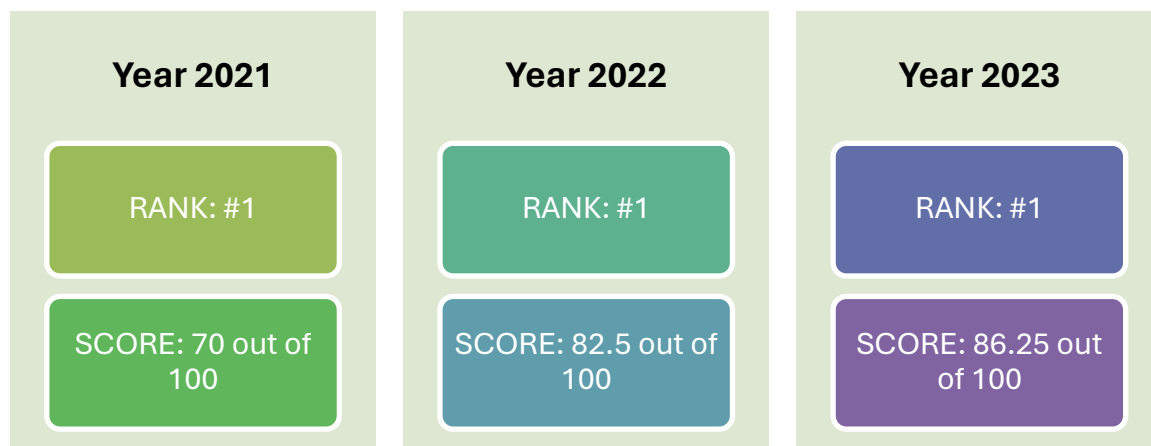 Year 2021
RANK: #1
SCORE: 70 out of
100
Year 2022
RANK: #1
SCORE: 82.5 out of
100
Year 2023
RANK: #1
SCORE: 86.25 out
of 100